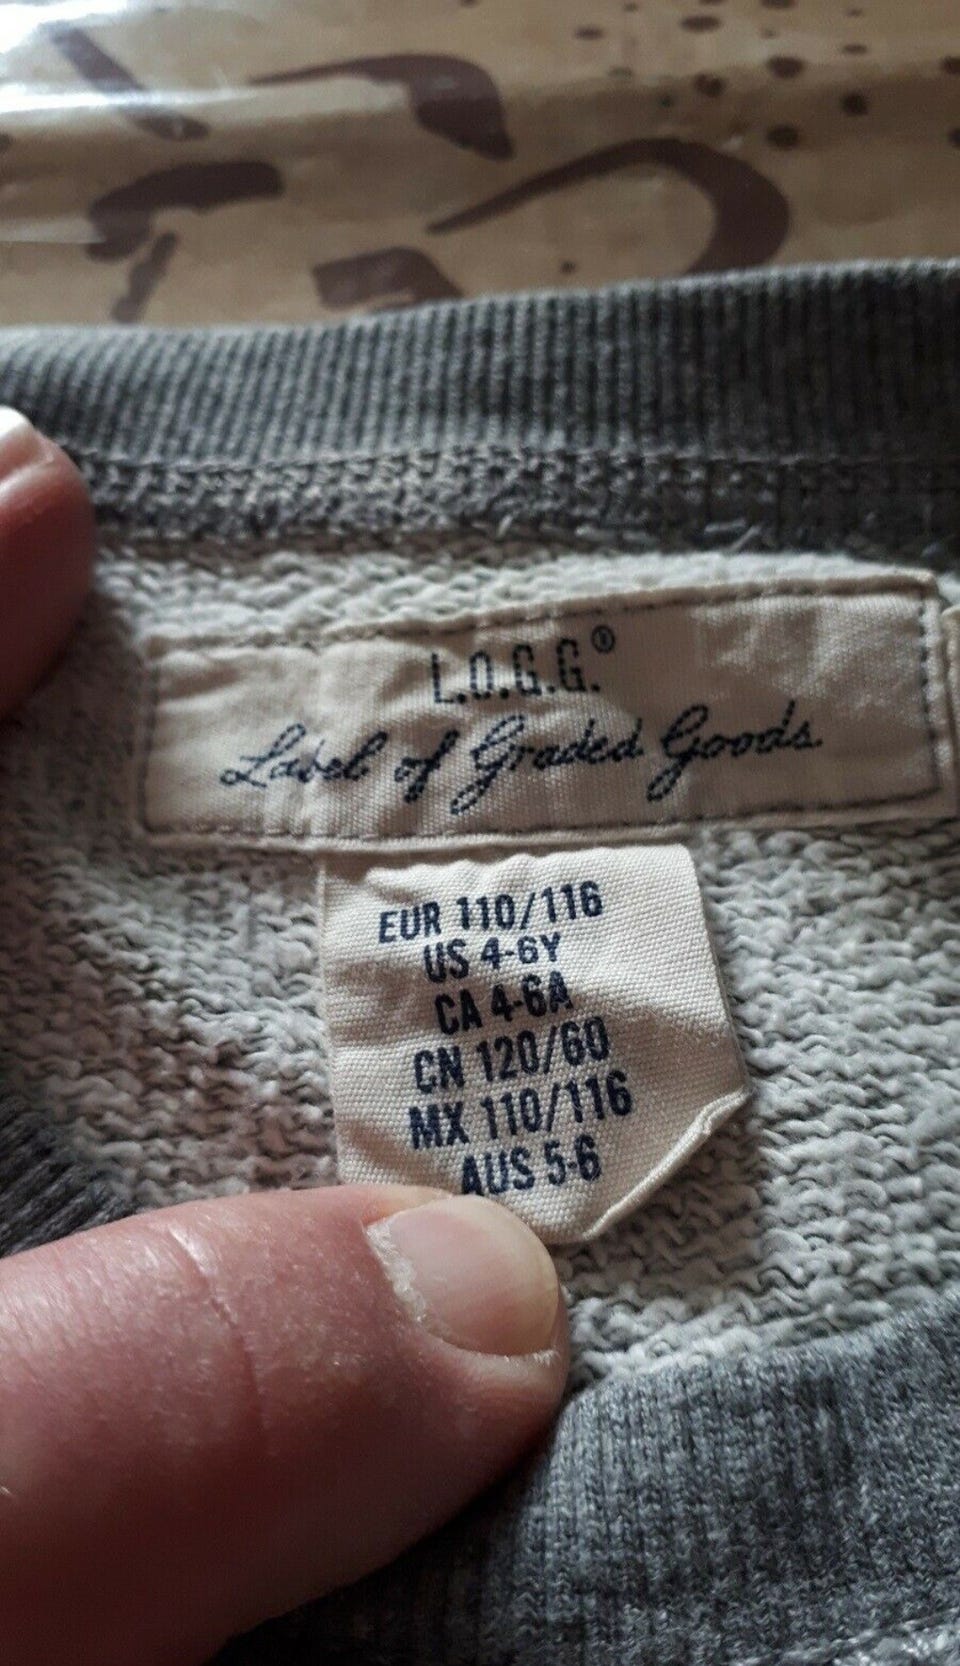 L.O.G.G.®
Label of Graded Goods
EUR 110/116
US 4-6Y
CA 4-6A
CN 120/60
MX 110/116
AUS 5-6